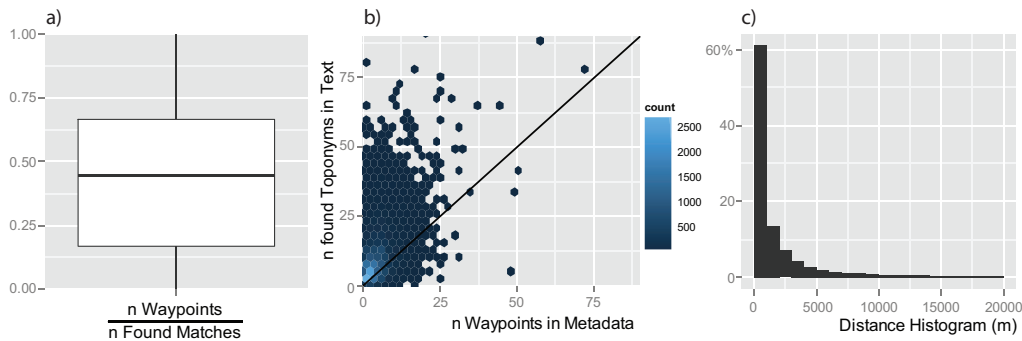 a)
1.00
0.75
0.50
0.25
0.00
n Waypoints
n Found Matches
b)
n found Toponyms in Text
75
50
25
0
0 25 50 75
n Waypoints in Metadata
count
2500
2000
1500
1000
500
c)
60%
40
20
0
0 5000 10000 15000 20000
Distance Histogram (m)